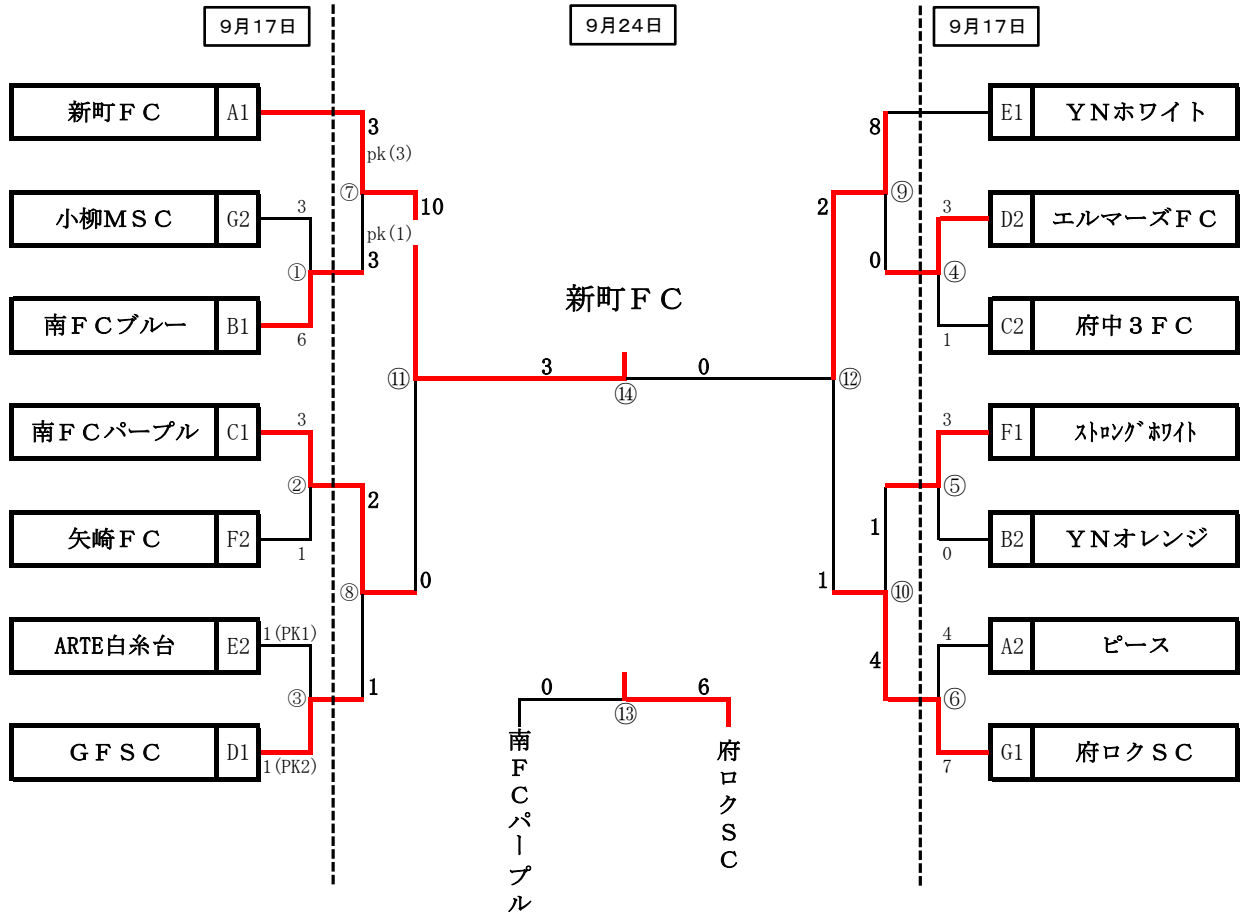 9月17日
9月24日
9月17日
新町ＦＣ A1
3
pk(3)
8
E1 ＹＮホワイト
小柳ＭＳＣ G2
3
⑦
10
pk(1)
3
①
2
⑨
0
3
④
D2 エルマーズＦＣ
南ＦＣブルー B1
6
新町ＦＣ
1
C2 府中３ＦＣ
⑪
3
⑭
0
⑫
南ＦＣパープル C1
3
②
2
1
3
⑤
F1 ｽﾄﾛﾝｸﾞﾎﾜｲﾄ
矢崎ＦＣ F2
1
⑧
0
1
⑩
0
B2 ＹＮオレンジ
ARTE白糸台 E2
1(PK1)
③
1
4
4
⑥
A2 ピース
ＧＦＳＣ D1
1(PK2)
0
⑬
6
7
G1 府ロクＳＣ
南ＦＣパープル
府ロクＳＣ